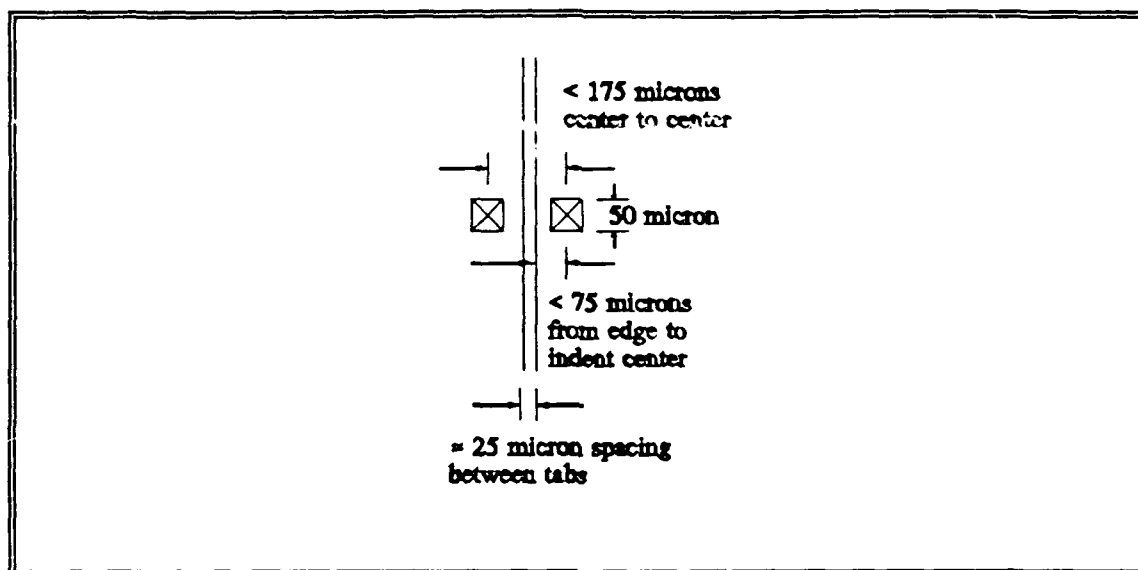 < 175 microns
center to center
50 micron
< 75 microns
from edge to
indent center
≈ 25 micron spacing
between tabs